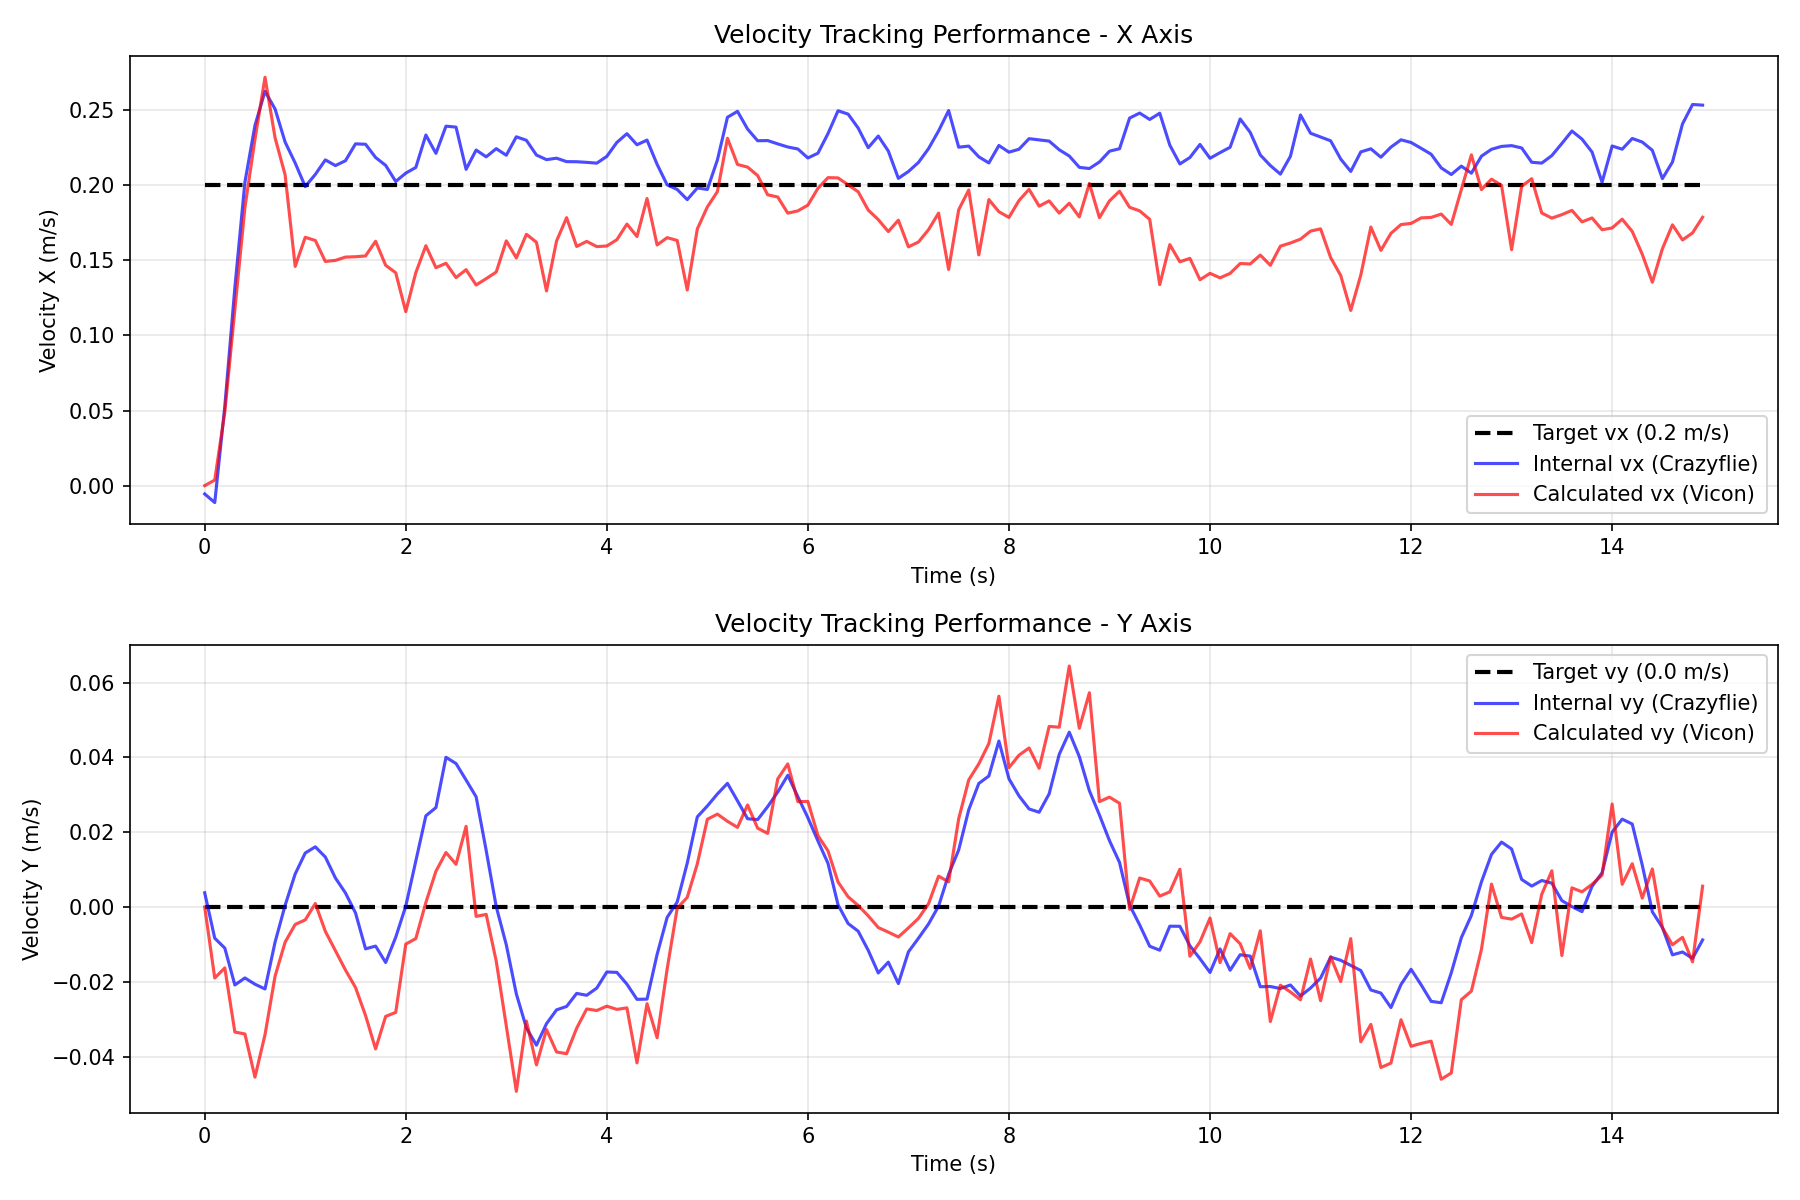 Velocity Tracking Performance - X Axis
Velocity X (m/s)
0.25
0.20
0.15
0.10
0.05
0.00
Target vx (0.2 m/s)
Internal vx (Crazyflie)
Calculated vx (Vicon)
0 2 4 6 8 10 12 14
Time (s)
Velocity Tracking Performance - Y Axis
Velocity Y (m/s)
0.06
0.04
0.02
0.00
−0.02
−0.04
Target vy (0.0 m/s)
Internal vy (Crazyflie)
Calculated vy (Vicon)
0 2 4 6 8 10 12 14
Time (s)